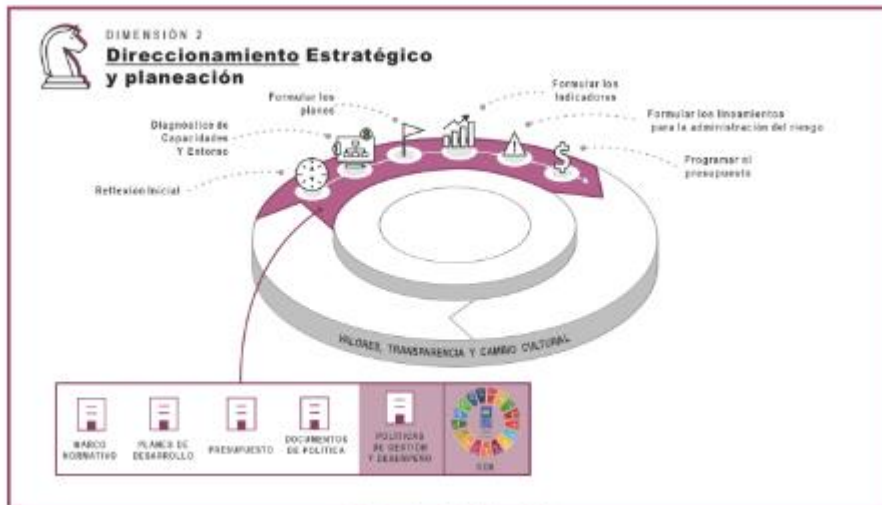 DIMENSIÓN 2
Direccionamiento Estratégico
y planeación
Formular los
planes
Formular los
Indicadores
Diagnóstico de
Capacidades
Y Entorno
Formular los lineamientos
para la administración del riesgo
Reflexión Inicial
Programar el
presupuesto
VALORES, TRANSPARENCIA Y CAMBIO CULTURAL
MARCO
NORMATIVO
PLANES DE
DESARROLLO
PRESUPUESTO
DOCUMENTOS
DE POLÍTICA
POLÍTICAS
DE GESTIÓN
Y DESEMPEÑO